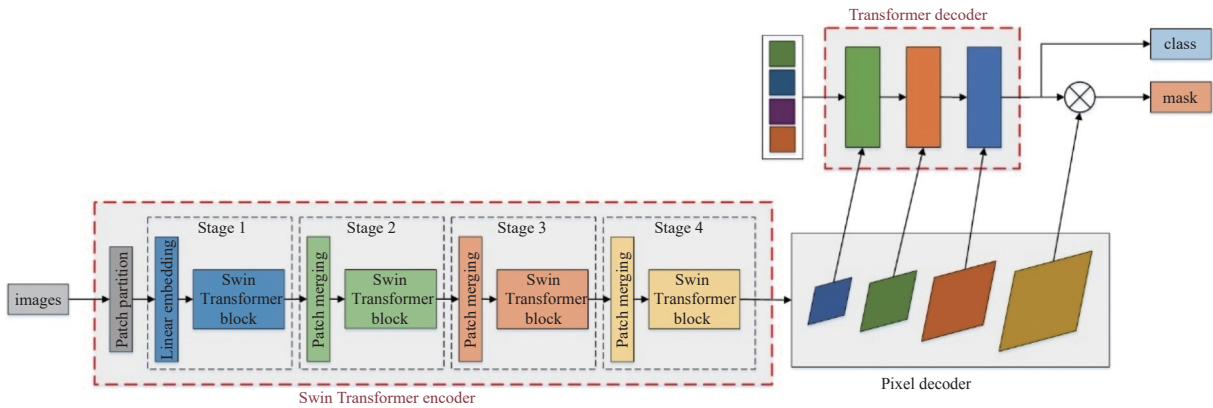 Transformer decoder
class
mask
Stage 1
Stage 2
Stage 3
Stage 4
images
Patch partition
Linear embedding
Swin
Transformer
block
Patch merging
Swin
Transformer
block
Patch merging
Swin
Transformer
block
Patch merging
Swin
Transformer
block
Pixel decoder
Swin Transformer encoder